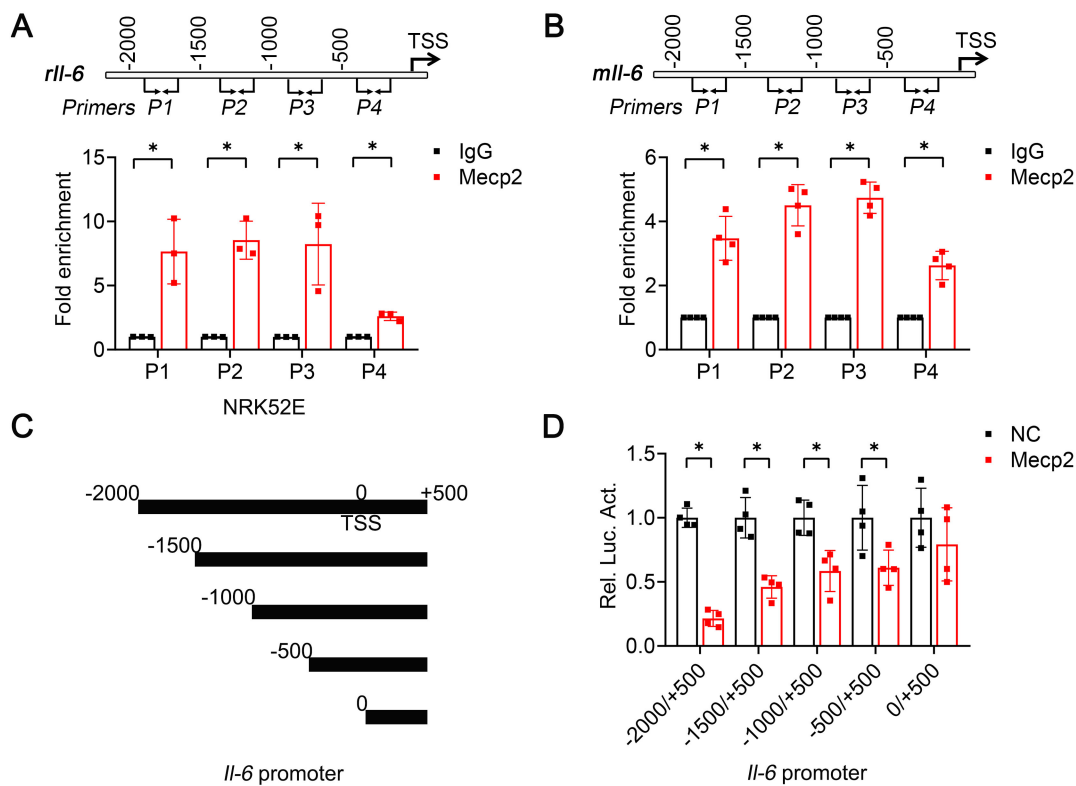 A
-2000
-1500
-1000
-500
TSS
rIl-6
Primers P1 P2 P3 P4
Fold enrichment
15
10
5
0
* * * *
IgG
Mecp2
P1 P2 P3 P4
NRK52E
B
-2000
-1500
-1000
-500
TSS
mIl-6
Primers P1 P2 P3 P4
Fold enrichment
6
4
2
0
* * * *
IgG
Mecp2
P1 P2 P3 P4
C
-2000 0 +500
TSS
-1500
-1000
-500
0
Il-6 promoter
D
Rel. Luc. Act.
1.5
1.0
0.5
0.0
* * * *
NC
Mecp2
-2000/+500
-1500/+500
-1000/+500
-500/+500
0/+500
Il-6 promoter